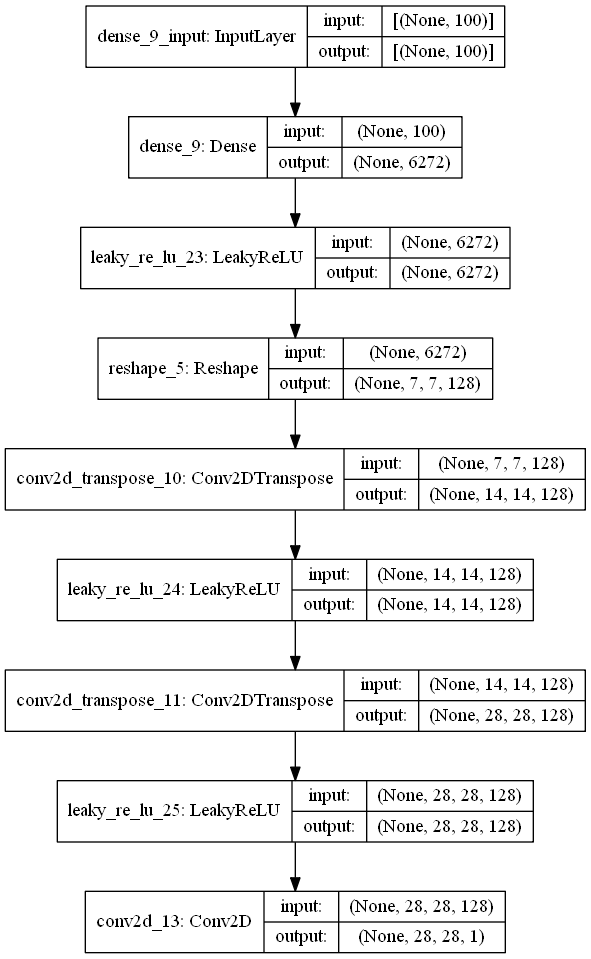 dense_9_input: InputLayer
input: [(None, 100)]
output: [(None, 100)]
dense_9: Dense
input: (None, 100)
output: (None, 6272)
leaky_re_lu_23: LeakyReLU
input: (None, 6272)
output: (None, 6272)
reshape_5: Reshape
input: (None, 6272)
output: (None, 7, 7, 128)
conv2d_transpose_10: Conv2DTranspose
input: (None, 7, 7, 128)
output: (None, 14, 14, 128)
leaky_re_lu_24: LeakyReLU
input: (None, 14, 14, 128)
output: (None, 14, 14, 128)
conv2d_transpose_11: Conv2DTranspose
input: (None, 14, 14, 128)
output: (None, 28, 28, 128)
leaky_re_lu_25: LeakyReLU
input: (None, 28, 28, 128)
output: (None, 28, 28, 128)
conv2d_13: Conv2D
input: (None, 28, 28, 128)
output: (None, 28, 28, 1)